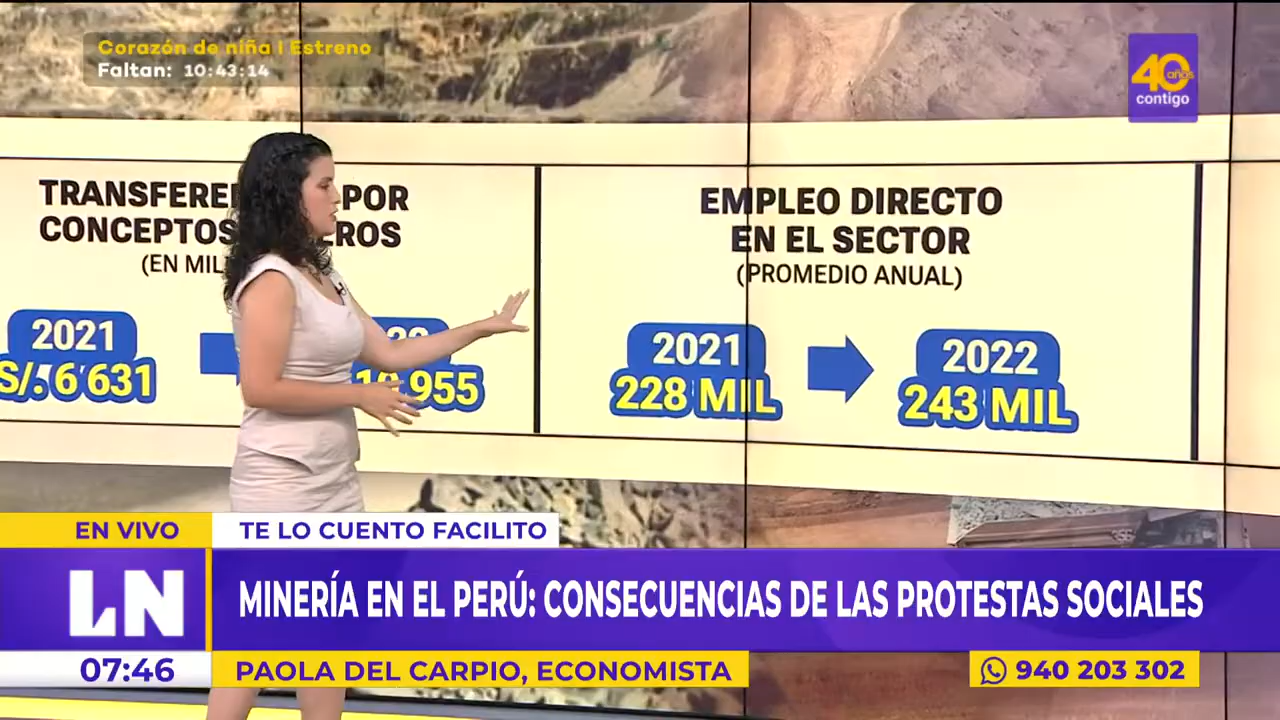 Corazón de niña | Estreno
Faltan: 10:43:14
40
años
contigo
POR
CONCEPTOS
(EN MIL
2021
S/. 6 631
955
EMPLEO DIRECTO
EN EL SECTOR
(PROMEDIO ANUAL)
2021
228 MIL
2022
243 MIL
EN VIVO
TE LO CUENTO FACILITO
LN
MINERÍA EN EL PERÚ: CONSECUENCIAS DE LAS PROTESTAS SOCIALES
07:46
PAOLA DEL CARPIO, ECONOMISTA
940 203 302